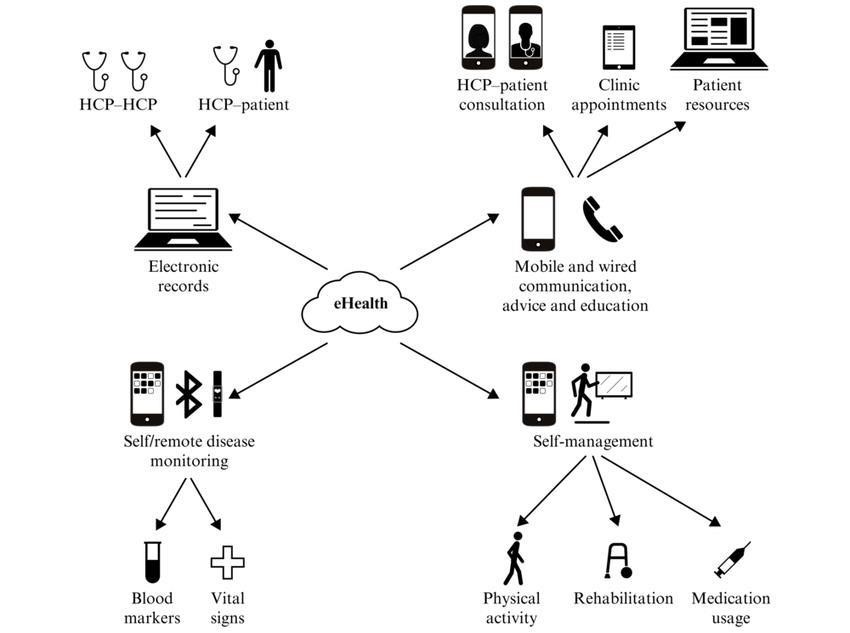 HCP–HCP
HCP–patient
HCP–patient
consultation
Clinic
appointments
Patient
resources
Electronic
records
Mobile and wired
communication,
advice and education
eHealth
Self/remote disease
monitoring
Self-management
Blood
markers
Vital
signs
Physical
activity
Rehabilitation
Medication
usage